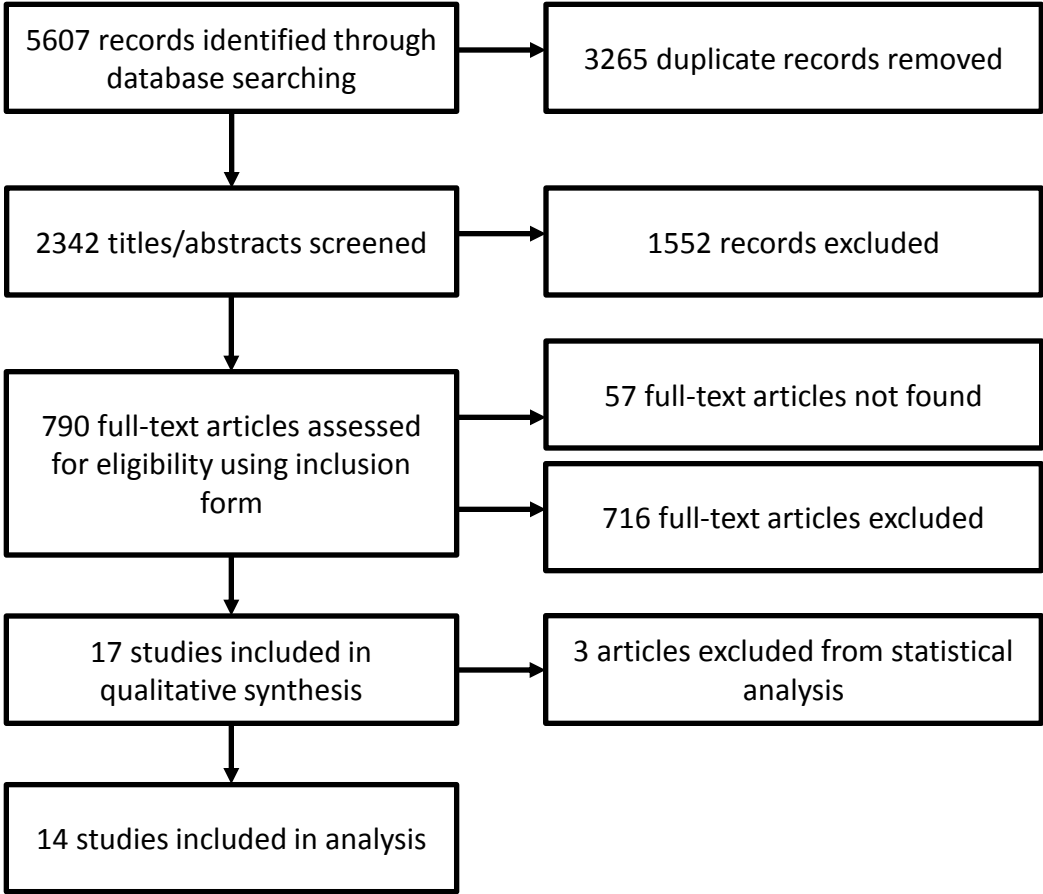 5607 records identified through
database searching
3265 duplicate records removed
2342 titles/abstracts screened
1552 records excluded
790 full-text articles assessed
for eligibility using inclusion
form
57 full-text articles not found
716 full-text articles excluded
17 studies included in
qualitative synthesis
3 articles excluded from statistical
analysis
14 studies included in analysis